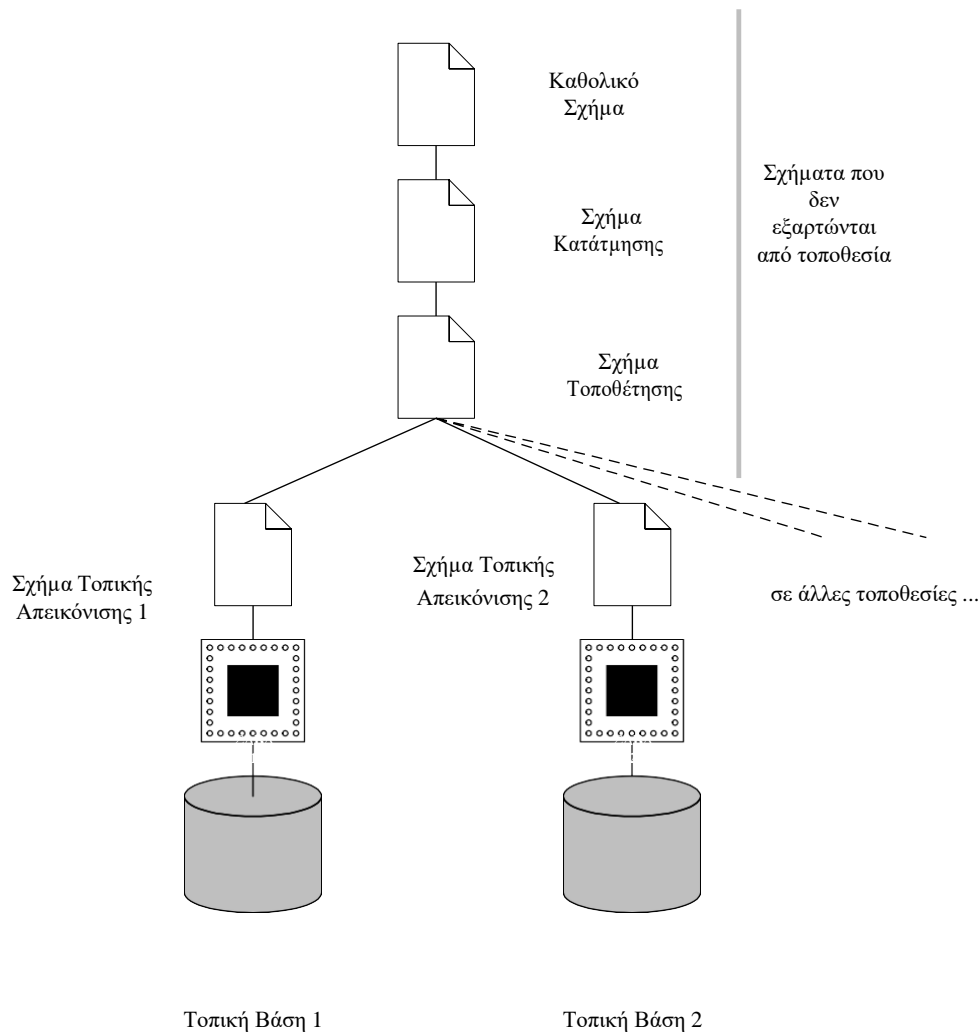 Καθολικό
Σχήμα
Σχήματα που
δεν
εξαρτώνται
από τοποθεσία
Σχήμα
Κατάτμησης
Σχήμα
Τοποθέτησης
Σχήμα Τοπικής
Απεικόνισης 1
Σχήμα Τοπικής
Απεικόνισης 2
σε άλλες τοποθεσίες ...
Τοπική Βάση 1
Τοπική Βάση 2